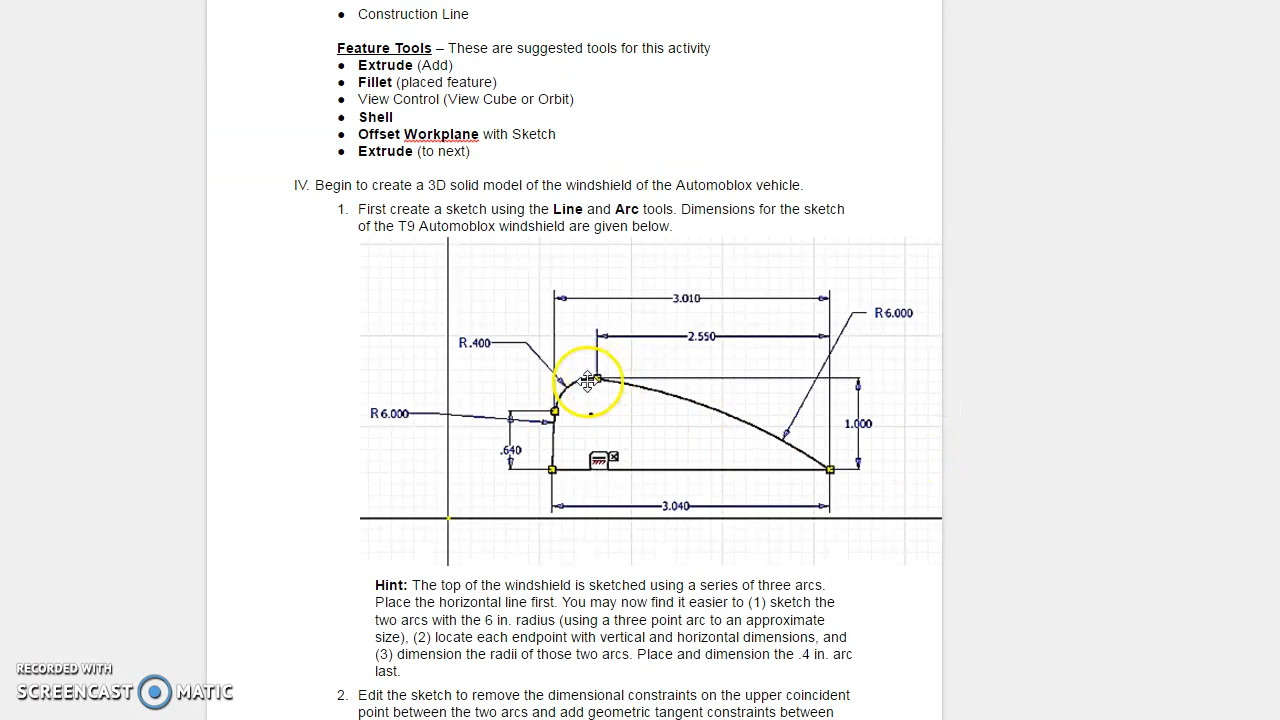 ● Construction Line
Feature Tools – These are suggested tools for this activity
● Extrude (Add)
● Fillet (placed feature)
● View Control (View Cube or Orbit)
● Shell
● Offset Workplane with Sketch
● Extrude (to next)
IV. Begin to create a 3D solid model of the windshield of the Automoblox vehicle.
1. First create a sketch using the Line and Arc tools. Dimensions for the sketch
of the T9 Automoblox windshield are given below.
3.010
R6.000
2.550
R.400
R6.000
1.000
.640
3.040
Hint: The top of the windshield is sketched using a series of three arcs.
Place the horizontal line first. You may now find it easier to (1) sketch the
two arcs with the 6 in. radius (using a three point arc to an approximate
size), (2) locate each endpoint with vertical and horizontal dimensions, and
(3) dimension the radii of those two arcs. Place and dimension the .4 in. arc
last.
2. Edit the sketch to remove the dimensional constraints on the upper coincident
point between the two arcs and add geometric tangent constraints between
RECORDED WITH
SCREENCAST MATIC